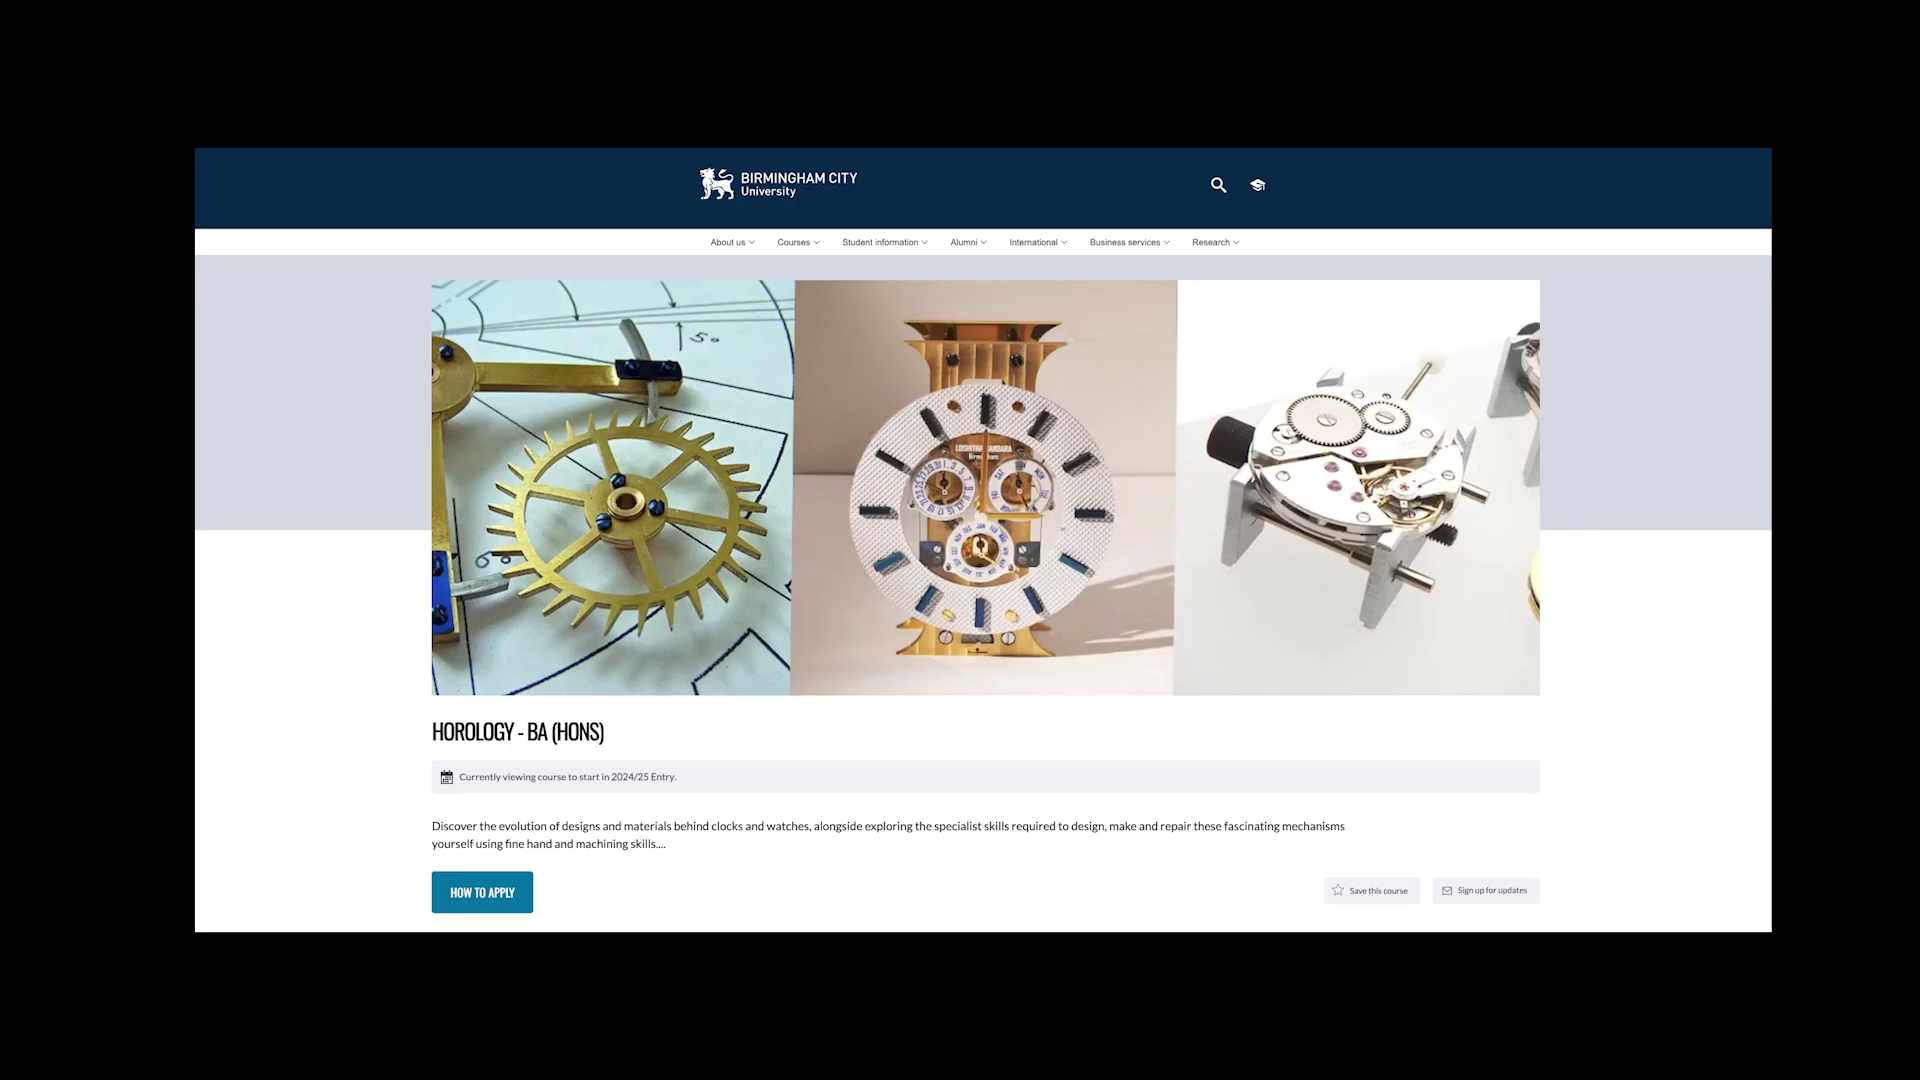 BIRMINGHAM CITY
University
About us
Courses
Student information
Alumni
International
Business services
Research
5°
Birmingham
HOROLOGY - BA (HONS)
Currently viewing course to start in 2024/25 Entry.
Discover the evolution of designs and materials behind clocks and watches, alongside exploring the specialist skills required to design, make and repair these fascinating mechanisms
yourself using fine hand and machining skills....
HOW TO APPLY
Save this course
Sign up for updates